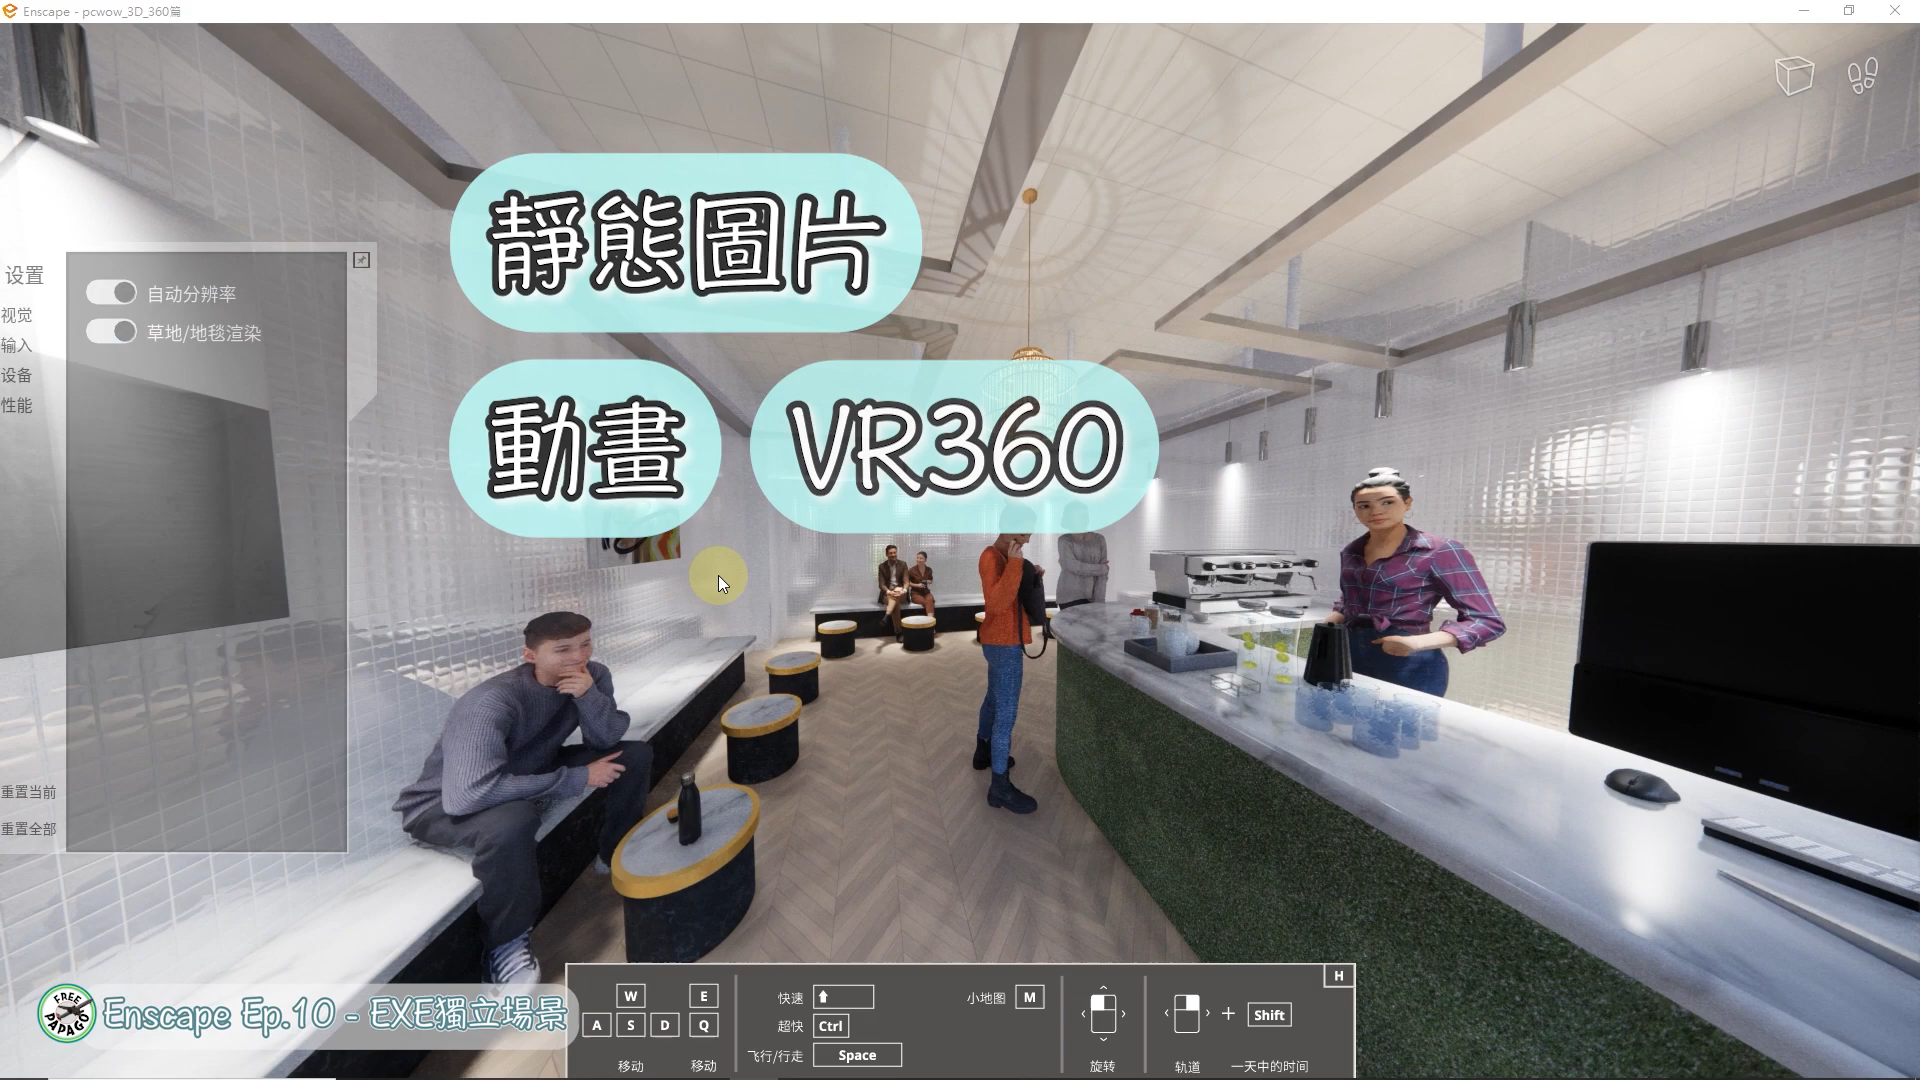 Enscape - pcwow_3D_360篇
靜態圖片
動畫
VR360
设置
视觉
输入
设备
性能
自动分辨率
草地/地毯渲染
重置当前
重置全部
FREE PAPAGO
Enscape Ep.10 - EXE獨立場景
W E
A S D Q
移动 移动
快速
超快 Ctrl
飞行/行走 Space
小地图 M
旋转
轨道
+ Shift
一天中的时间
H